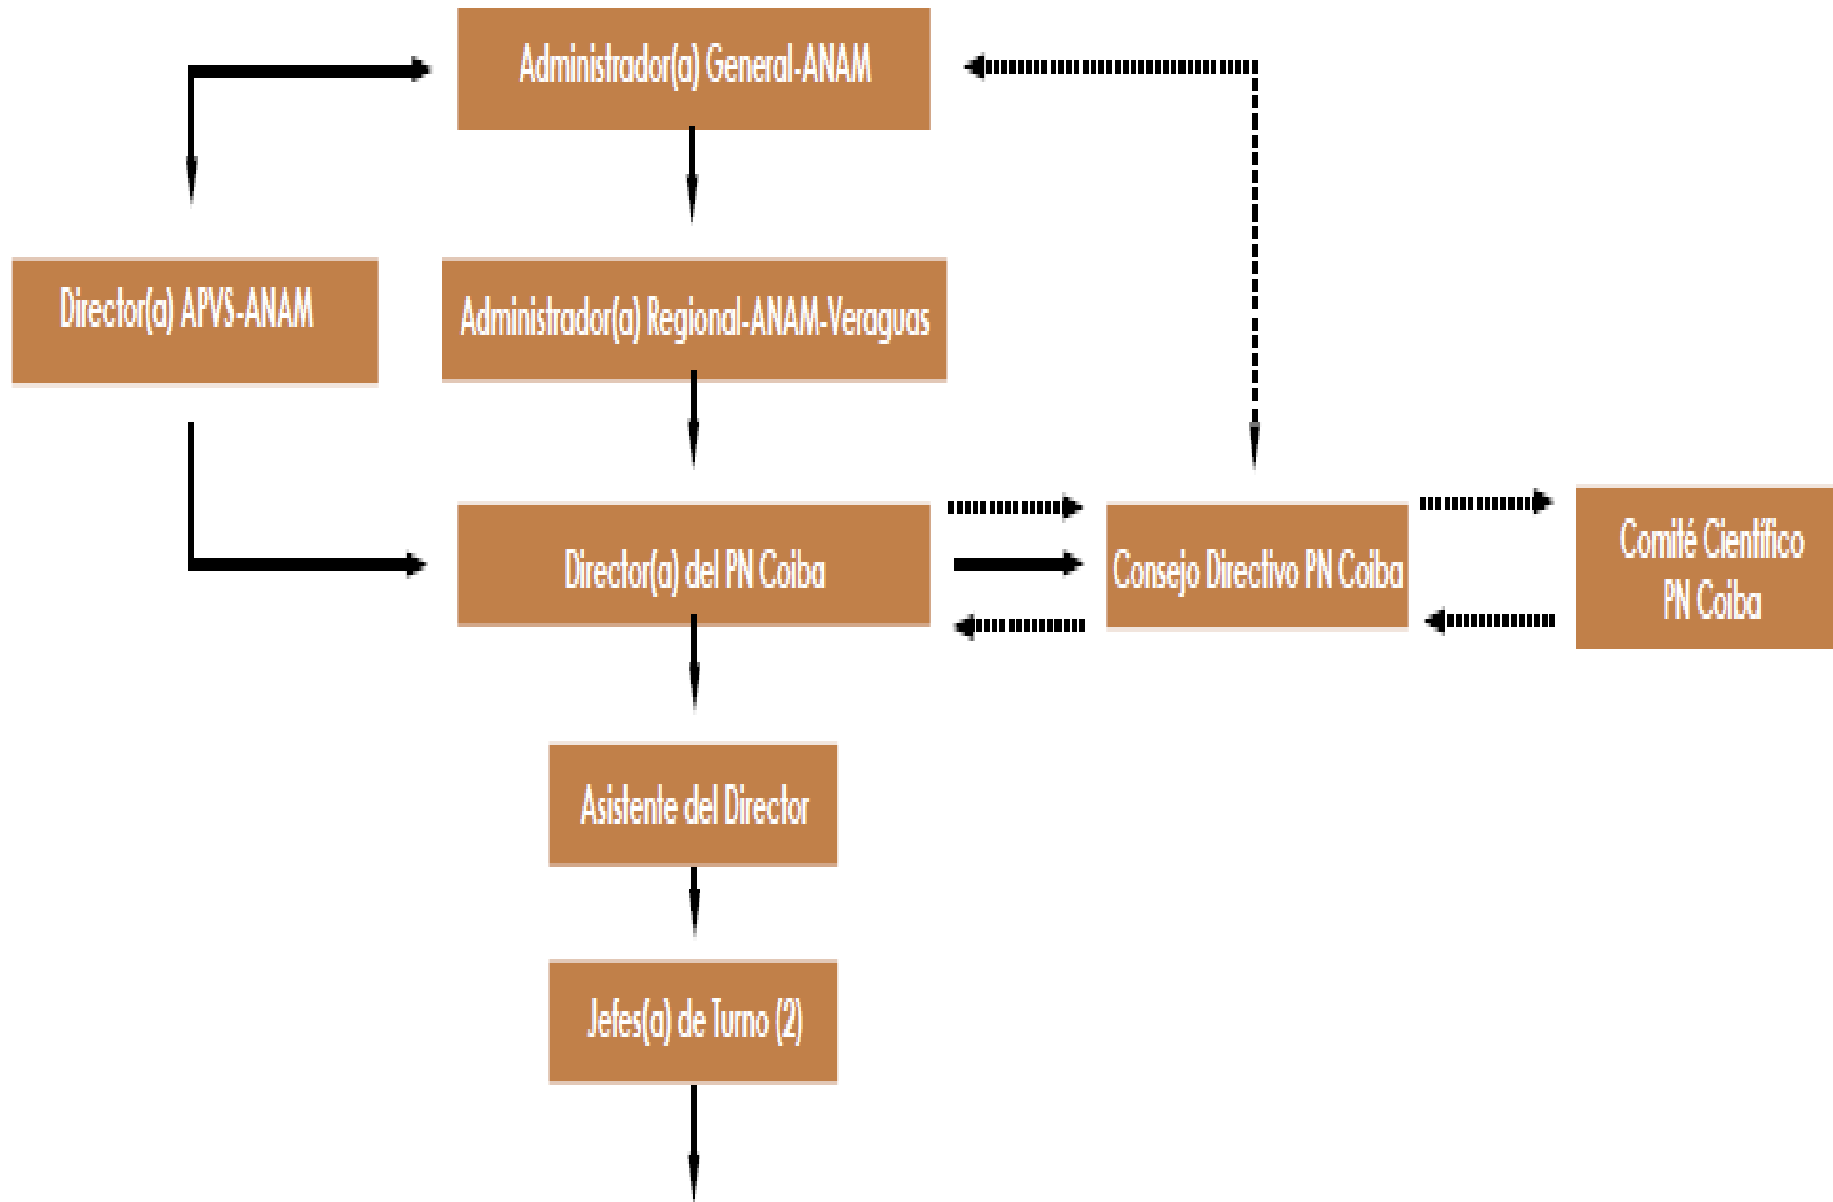 Administrador(a) General-ANAM
Director(a) APVS-ANAM
Administrador(a) Regional-ANAM-Veraguas
Director(a) del PN Coiba
Consejo Directivo PN Coiba
Comité Científico
PN Coiba
Asistente del Director
Jefes(a) de Turno (2)